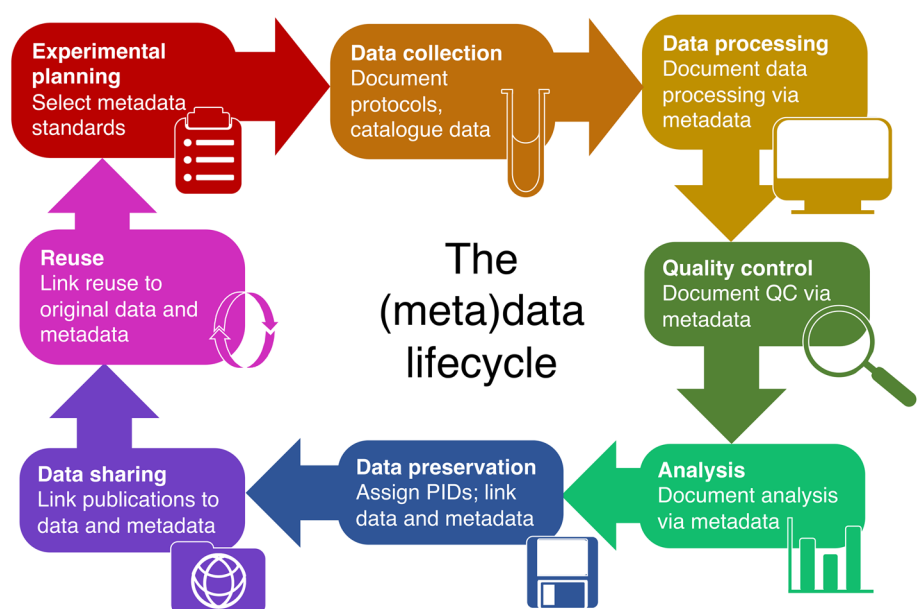 Experimental
planning
Select metadata
standards
Data collection
Document
protocols,
catalogue data
Data processing
Document data
processing via
metadata
Quality control
Document QC via
metadata
Analysis
Document analysis
via metadata
Data preservation
Assign PIDs; link
data and metadata
Data sharing
Link publications to
data and metadata
Reuse
Link reuse to
original data and
metadata
The
(meta)data
lifecycle